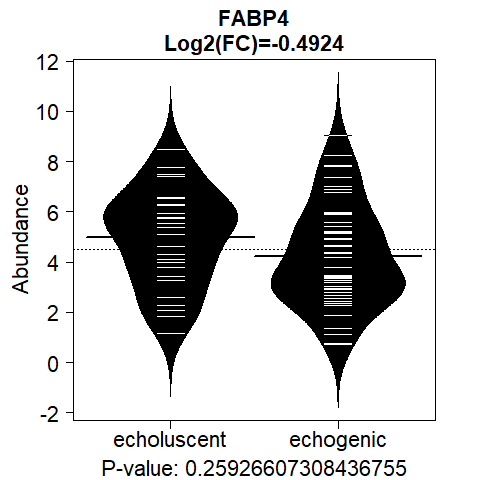 FABP4
Log2(FC)=-0.4924
Abundance
12
10
8
6
4
2
0
-2
echoluscent
echogenic
P-value: 0.25926607308436755